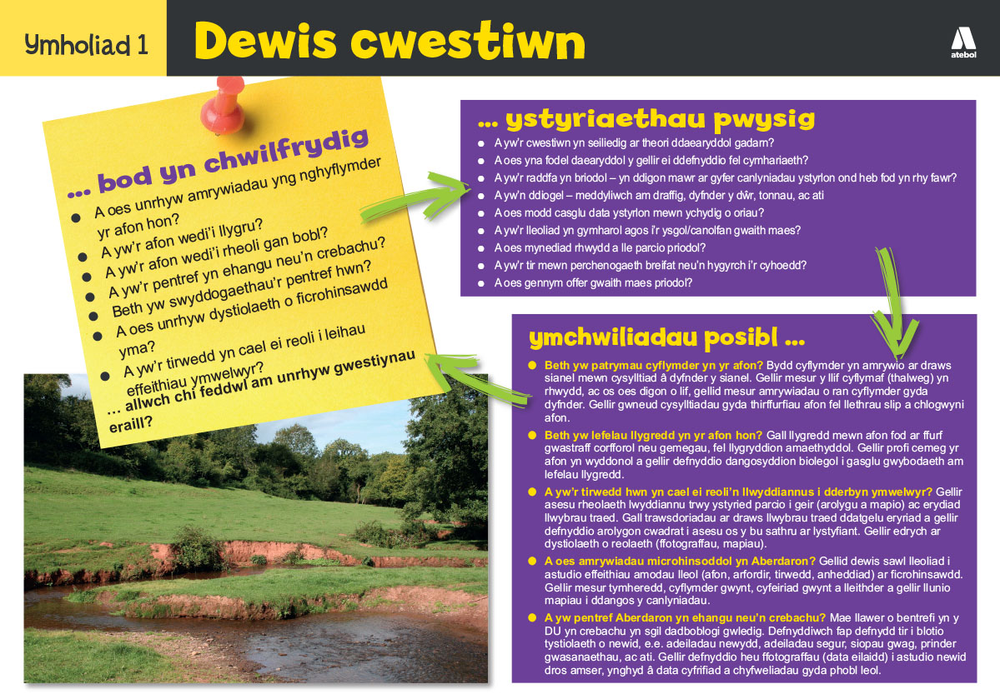 Ymholiad 1
Dewis cwestiwn
atebol
... bod yn chwilfrydig
A oes unrhyw amrywiadau yng nghyflymder
yr afon hon?
A yw'r afon wedi'i llygru?
A yw'r afon wedi'i rheoli gan bobl?
A yw'r pentref yn ehangu neu'n crebachu?
Beth yw swyddogaethau'r pentref hwn?
A oes unrhyw dystiolaeth o ficrohinsawdd
yma?
A yw'r tirwedd yn cael ei reoli i leihau
effeithiau ymwelwyr?
... allwch chi feddwl am unrhyw gwestiynau
eraill?
... ystyriaethau pwysig
A yw'r cwestiwn yn seiliedig ar theori ddaearyddol gadarn?
A oes yna fodel daearyddol y gellir ei ddefnyddio fel cymhariaeth?
A yw'r raddfa yn briodol – yn ddigon mawr ar gyfer canlyniadau ystyrlon ond heb fod yn rhy fawr?
A yw'n ddiogel – meddyliwch am draffig, dyfnder y dŵr, tonnau, ac ati
A oes modd casglu data ystyrlon mewn ychydig o oriau?
A yw'r lleoliad yn gymharol agos i'r ysgol/canolfan gwaith maes?
A oes mynediad rhwydd a lle parcio priodol?
A yw'r tir mewn perchenogaeth breifat neu'n hygyrch i'r cyhoedd?
A oes gennym offer gwaith maes priodol?
ymchwiliadau posibl ...
Beth yw patrymau cyflymder yn yr afon? Bydd cyflymder yn amrywio ar draws
sianel mewn cysylltiad â dyfnder y sianel. Gellir mesur y llif cyflymaf (thalweg) yn
rhwydd, ac os oes digon o lif, gellid mesur amrywiadau o ran cyflymder gyda
dyfnder. Gellir gwneud cysylltiadau gyda thirffurfiau afon fel llethrau slip a chlogwyni
afon.
Beth yw lefelau llygredd yn yr afon hon? Gall llygredd mewn afon fod ar ffurf
gwastraff corfforol neu gemegau, fel llygryddion amaethyddol. Gellir profi cemeg yr
afon yn wyddonol a gellir defnyddio dangosyddion biolegol i gasglu gwybodaeth am
lefelau llygredd.
A yw'r tirwedd hwn yn cael ei reoli'n llwyddiannus i dderbyn ymwelwyr? Gellir
asesu rheolaeth lwyddiannu trwy ystyried parcio i geir (arolygu a mapio) ac erydiad
llwybrau traed. Gall trawsdoriadau ar draws llwybrau traed ddatgelu eryriad a gellir
defnyddio arolygon cwadrat i asesu os y bu sathru ar lystyfiant. Gellir edrych ar
dystiolaeth o reolaeth (ffotograffau, mapiau).
A oes amrywiadau microhinsoddol yn Aberdaron? Gellid dewis sawl lleoliad i
astudio effeithiau amodau lleol (afon, arfordir, tirwedd, anheddiad) ar ficrohinsawdd.
Gellir mesur tymheredd, cyflymder gwynt, cyfeiriad gwynt a lleithder a gellir llunio
mapiau i ddangos y canlyniadau.
A yw pentref Aberdaron yn ehangu neu'n crebachu? Mae llawer o bentrefi yn y
DU yn crebachu yn sgil dadboblogi gwledig. Defnyddiwch fap defnydd tir i blotio
tystiolaeth o newid, e.e. adeiladau newydd, adeiladau segur, siopau gwag, prinder
gwasanaethau, ac ati. Gellir defnyddio heu ffotograffau (data eilaidd) i astudio newid
dros amser, ynghyd â data cyfrifiad a chyfweliadau gyda phobl leol.